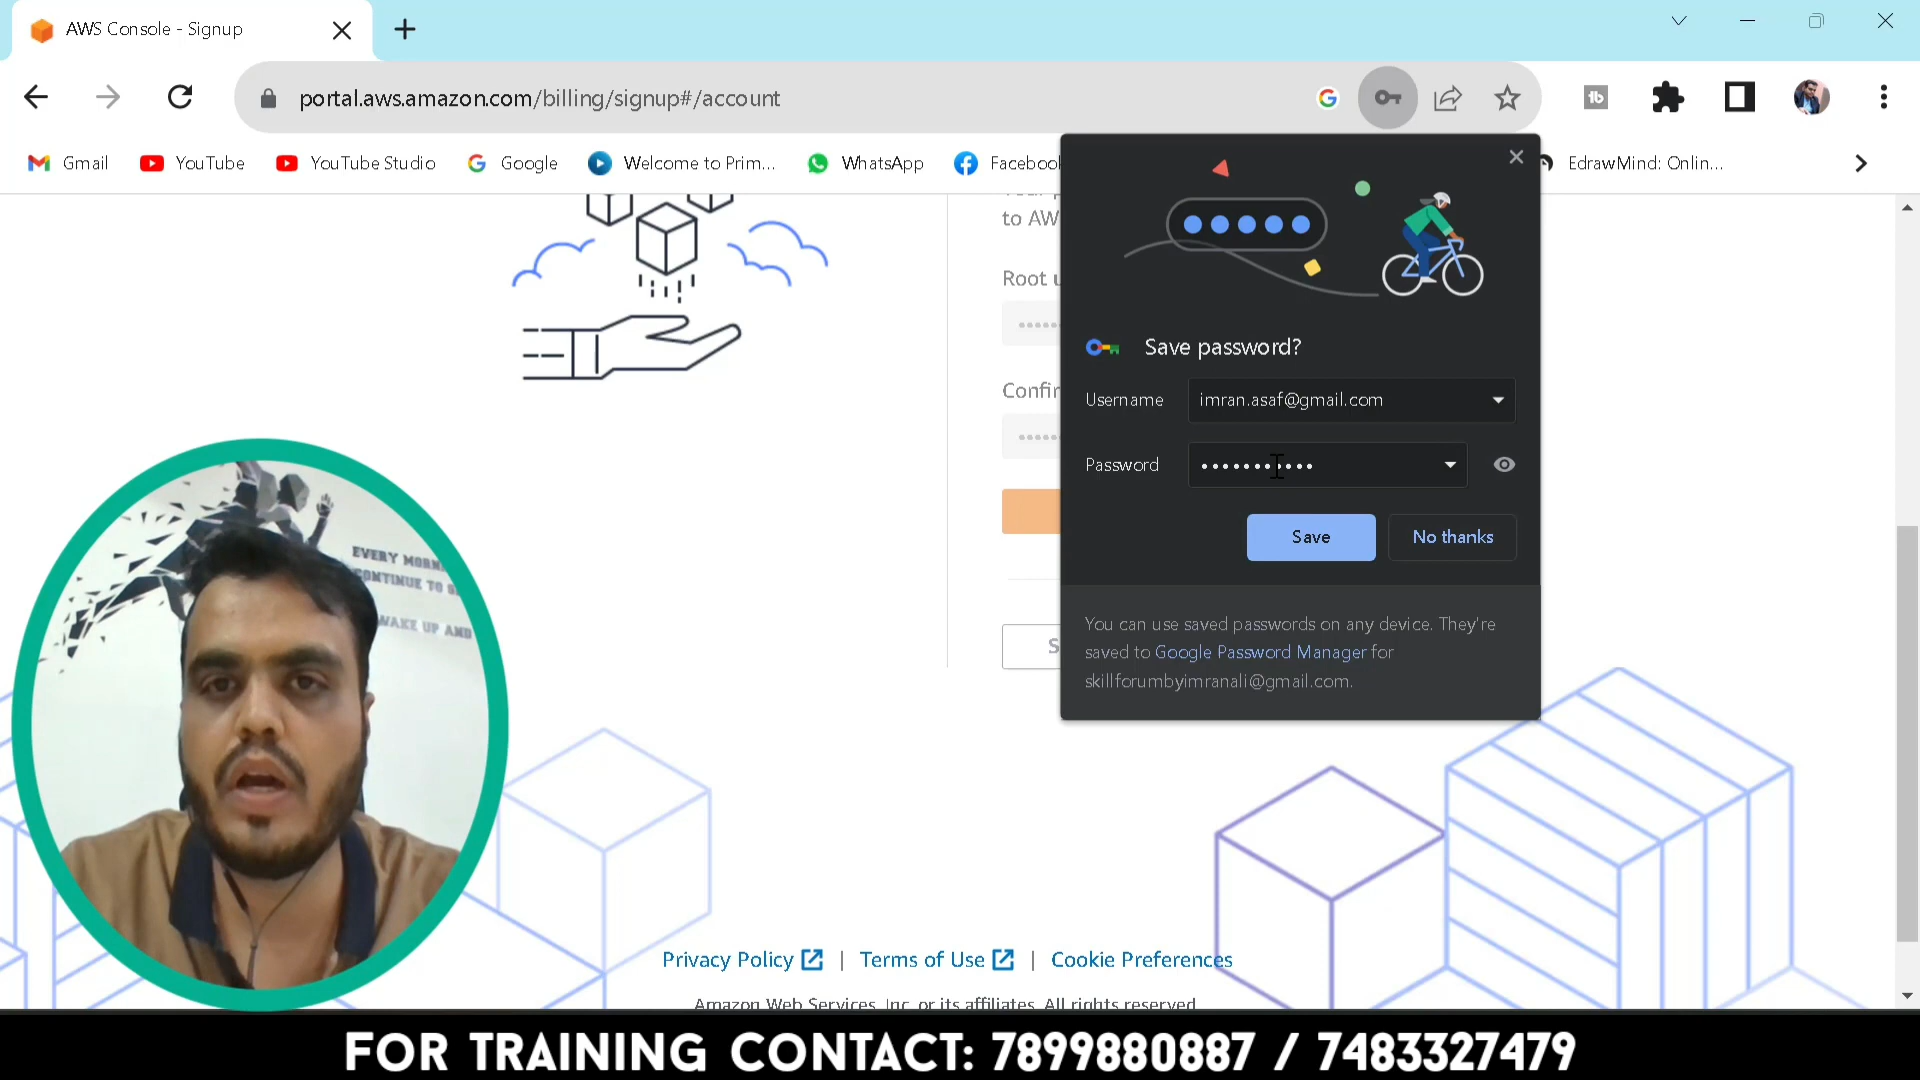 AWS Console - Signup
portal.aws.amazon.com/billing/signup#/account
Gmail
YouTube
YouTube Studio
Google
Welcome to Prim...
WhatsApp
Facebook
EdrawMind: Onlin...
to AW
Root u
Confir
S
Save password?
Username
imran.asaf@gmail.com
Password
Save
No thanks
You can use saved passwords on any device. They're
saved to Google Password Manager for
skillforumbyimranali@gmail.com.
EVERY MORN
CONTINUE TO S
WAKE UP AND
Privacy Policy | Terms of Use | Cookie Preferences
Amazon Web Services, Inc. or its affiliates. All rights reserved.
FOR TRAINING CONTACT: 7899880887 / 7483327479